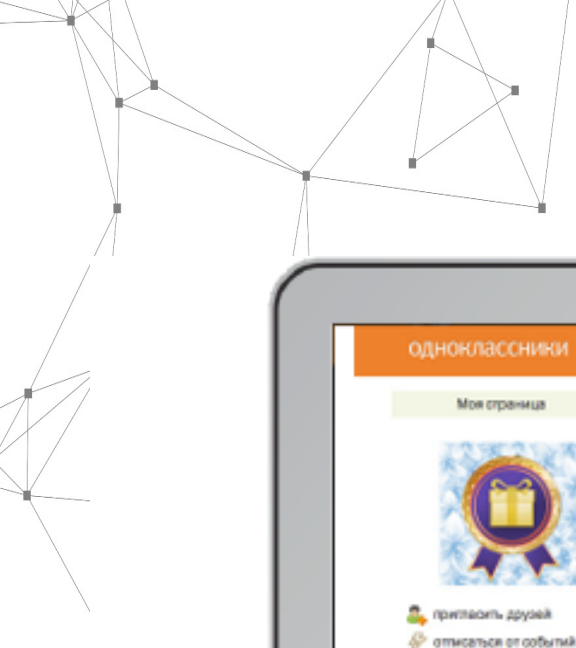 одноклассники
Моя страница
пригласить друзей
отписаться от событий